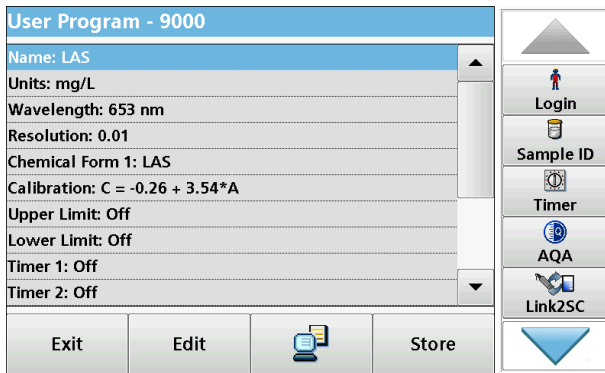 User Program - 9000
Name: LAS
Units: mg/L
Wavelength: 653 nm
Resolution: 0.01
Chemical Form 1: LAS
Calibration: C = -0.26 + 3.54*A
Upper Limit: Off
Lower Limit: Off
Timer 1: Off
Timer 2: Off
Exit
Edit
Store
Login
Sample ID
Timer
AQA
Link2SC